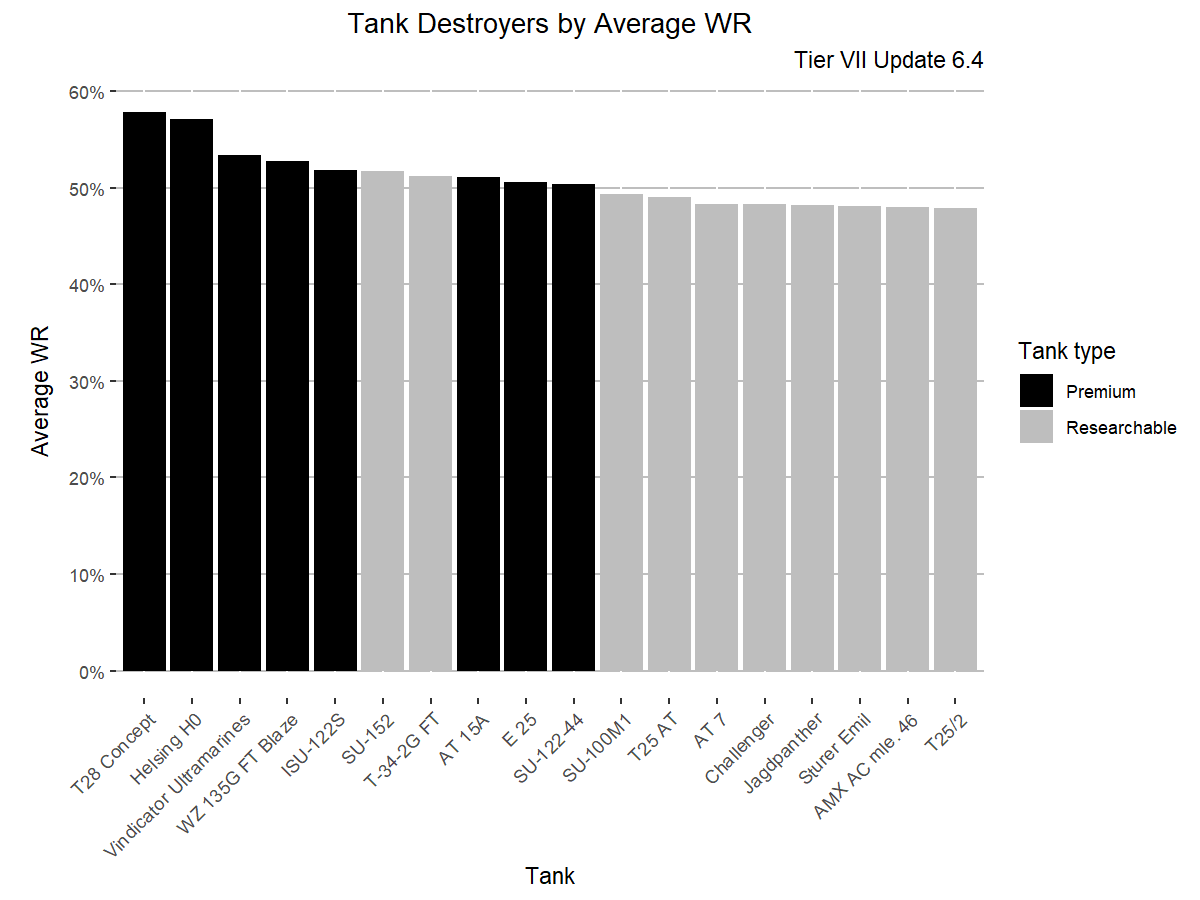 Tank Destroyers by Average WR
Tier VII Update 6.4
60%
50%
40%
30%
20%
10%
0%
Average WR
T28 Concept
Helsing H0
Vindicator Ultramarines
WZ 135G FT Blaze
ISU-122S
SU-152
T-34-2G FT
AT 15A
E 25
SU-122-44
SU-100M1
T25 AT
AT 7
Challenger
Jagdpanther
Sturer Emil
AMX AC mle. 46
T25/2
Tank
Tank type
Premium
Researchable